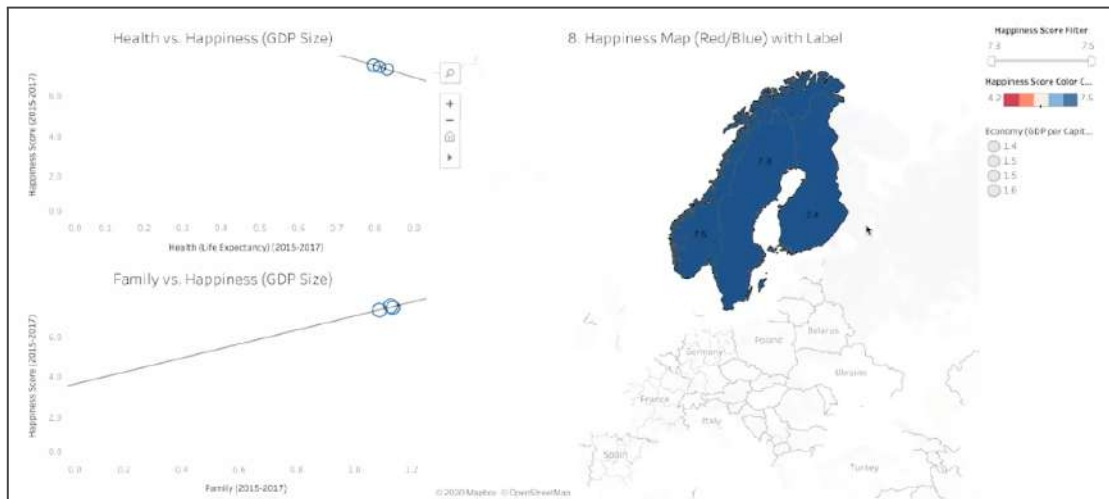 Health vs. Happiness (GDP Size)
Happiness Score (2015-2017)
6.0
4.0
2.0
0.0
0.0 0.1 0.2 0.3 0.4 0.5 0.6 0.7 0.8 0.9
Health (Life Expectancy) (2015-2017)
Family vs. Happiness (GDP Size)
Happiness Score (2015-2017)
6.0
4.0
2.0
0.0
0.0 0.2 0.4 0.6 0.8 1.0 1.2
Family (2015-2017)
8. Happiness Map (Red/Blue) with Label
7.3
7.4
7.5
Belarus
Poland
Germany
Ukraine
France
Italy
Spain
Turkey
© 2020 Mapbox © OpenStreetMap
Happiness Score Filter
7.3 7.5
Happiness Score Color C...
4.2 7.5
Economy (GDP per Capit...
1.4
1.5
1.5
1.6